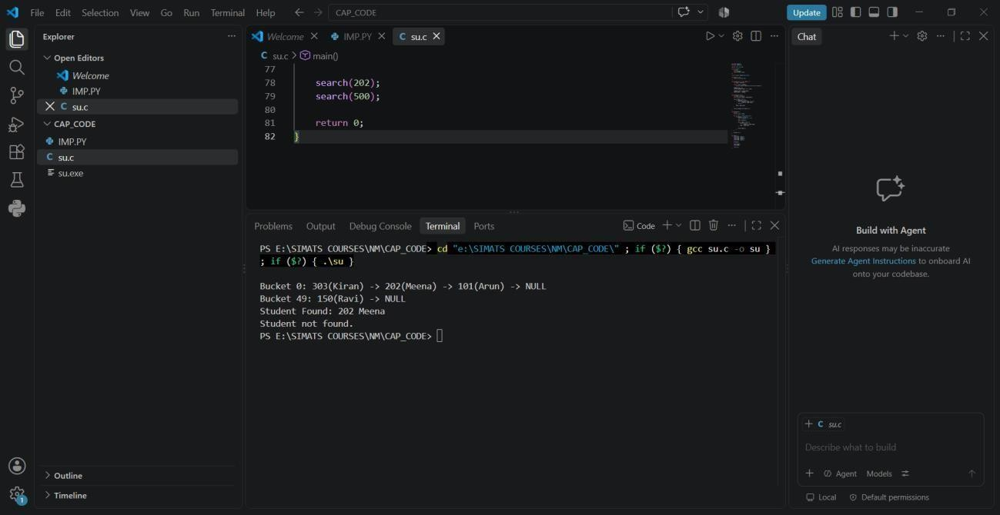 File Edit Selection View Go Run Terminal Help CAP_CODE Update
Explorer
Open Editors
Welcome
IMP.PY
C su.c
CAP_CODE
IMP.PY
C su.c
su.exe
Outline
Timeline
1
Welcome IMP.PY C su.c
C su.c > main()
77
78 search(202);
79 search(500);
80
81 return 0;
82 }
Problems Output Debug Console Terminal Ports Code
PS E:\SIMATS COURSES\NM\CAP_CODE> cd "e:\SIMATS COURSES\NM\CAP_CODE\" ; if ($?) { gcc su.c -o su }
; if ($?) { .\su }
Bucket 0: 303(Kiran) -> 202(Meena) -> 101(Arun) -> NULL
Bucket 49: 150(Ravi) -> NULL
Student Found: 202 Meena
Student not found.
PS E:\SIMATS COURSES\NM\CAP_CODE>
Chat
Build with Agent
AI responses may be inaccurate
Generate Agent Instructions to onboard AI
onto your codebase.
C su.c
Describe what to build
Agent Models
Local Default permissions